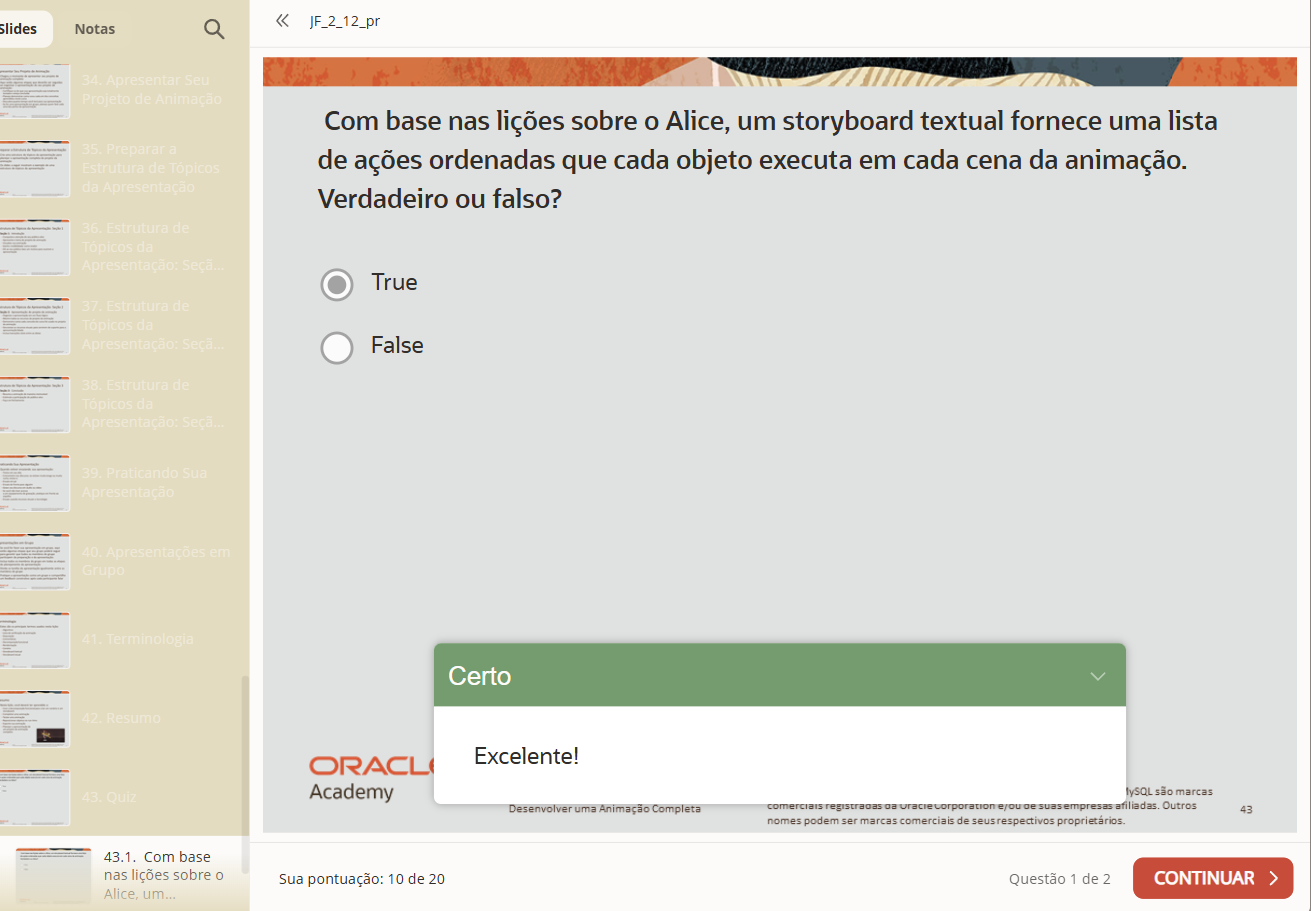 Slides
Notas
JF_2_12_pr
34. Apresentar Seu
Projeto de Animação
35. Preparar a
Estrutura de Tópicos
da Apresentação
36. Estrutura de
Tópicos da
Apresentação: Seçã...
37. Estrutura de
Tópicos da
Apresentação: Seçã...
38. Estrutura de
Tópicos da
Apresentação: Seçã...
39. Praticando Sua
Apresentação
40. Apresentações em
Grupo
41. Terminologia
42. Resumo
43. Quiz
43.1. Com base
nas lições sobre o
Alice, um...
Com base nas lições sobre o Alice, um storyboard textual fornece uma lista
de ações ordenadas que cada objeto executa em cada cena da animação.
Verdadeiro ou falso?
True
False
Certo
Excelente!
ORACLE
Academy
Desenvolver uma Animação Completa
MySQL são marcas
comerciais registradas da Oracle Corporation e/ou de suas empresas afiliadas. Outros
nomes podem ser marcas comerciais de seus respectivos proprietários.
43
Sua pontuação: 10 de 20
Questão 1 de 2
CONTINUAR